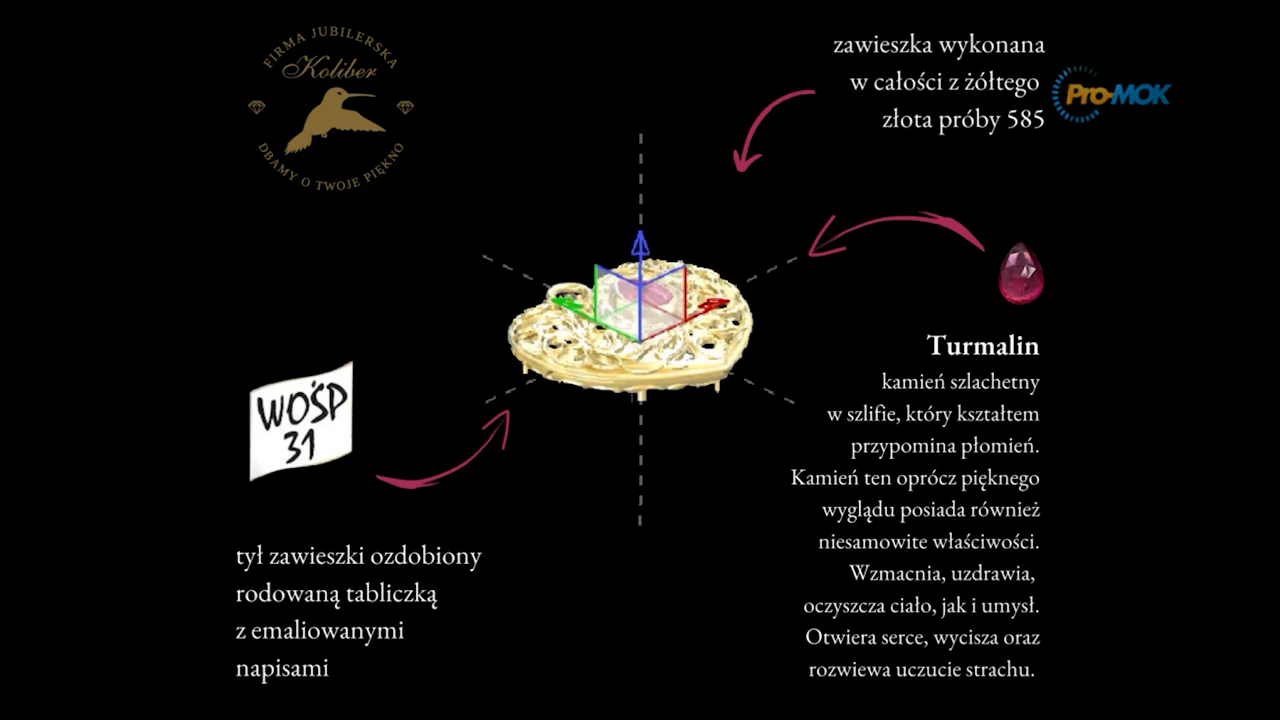 FIRMA JUBILERSKA
Koliber
DBAMY O TWOJE PIĘKNO
zawieszka wykonana
w całości z żółtego
złota próby 585
Pro-MOK
WOŚP
31
tył zawieszki ozdobiony
rodowaną tabliczką
z emaliowanymi
napisami
Turmalin
kamień szlachetny
w szlifie, który kształtem
przypomina płomień.
Kamień ten oprócz pięknego
wyglądu posiada również
niesamowite właściwości.
Wzmacnia, uzdrawia,
oczyszcza ciało, jak i umysł.
Otwiera serce, wycisza oraz
rozwiewa uczucie strachu.